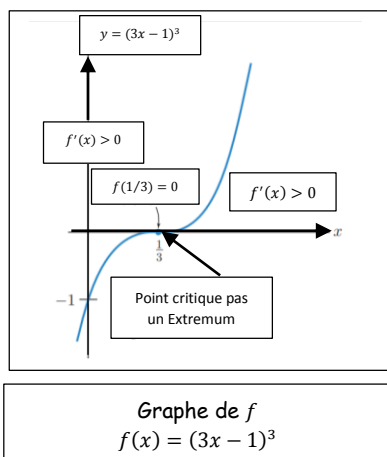 y = (3x − 1)³
f′(x) > 0
f(1/3) = 0
f′(x) > 0
x
1/3
−1
Point critique pas
un Extremum
Graphe de f
f(x) = (3x − 1)³